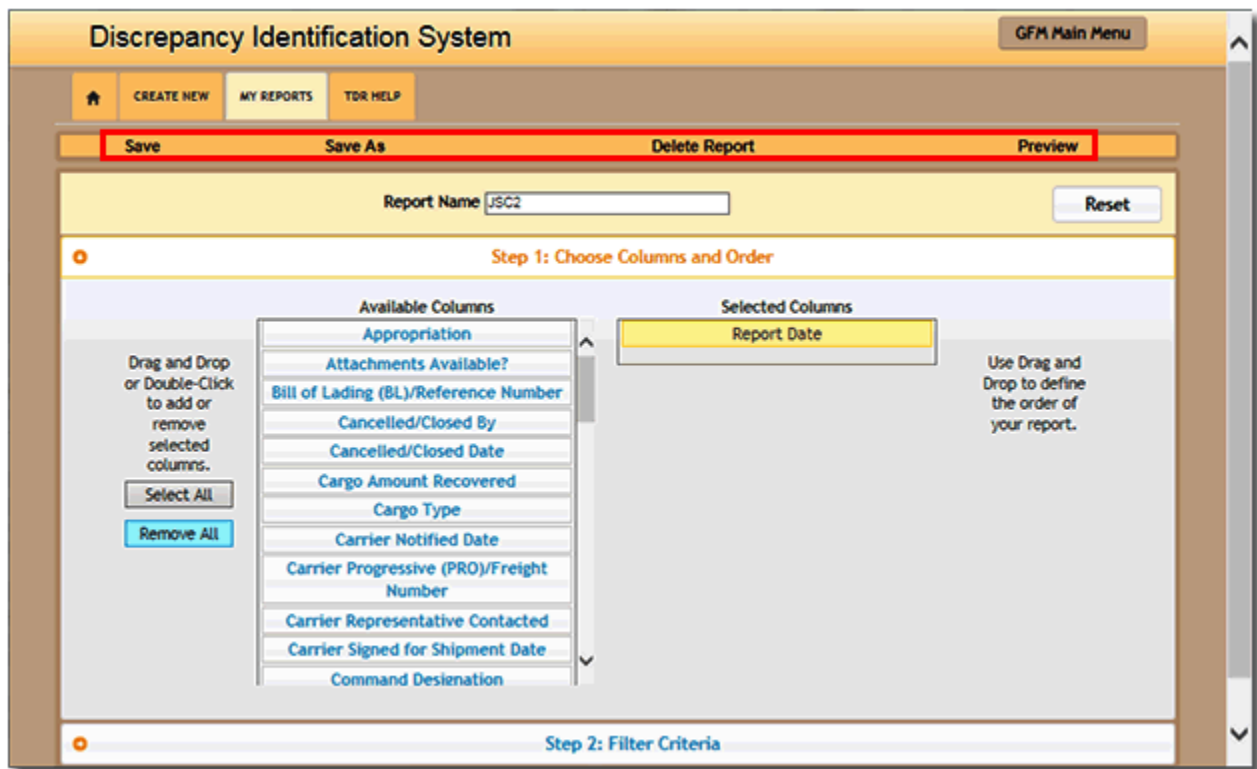 Discrepancy Identification System
GFM Main Menu
CREATE NEW
MY REPORTS
TDR HELP
Save
Save As
Delete Report
Preview
Report Name JSC2
Reset
Step 1: Choose Columns and Order
Available Columns
Selected Columns
Drag and Drop
or Double-Click
to add or
remove
selected
columns.
Select All
Remove All
Appropriation
Attachments Available?
Bill of Lading (BL)/Reference Number
Cancelled/Closed By
Cancelled/Closed Date
Cargo Amount Recovered
Cargo Type
Carrier Notified Date
Carrier Progressive (PRO)/Freight
Number
Carrier Representative Contacted
Carrier Signed for Shipment Date
Command Designation
Report Date
Use Drag and
Drop to define
the order of
your report.
Step 2: Filter Criteria